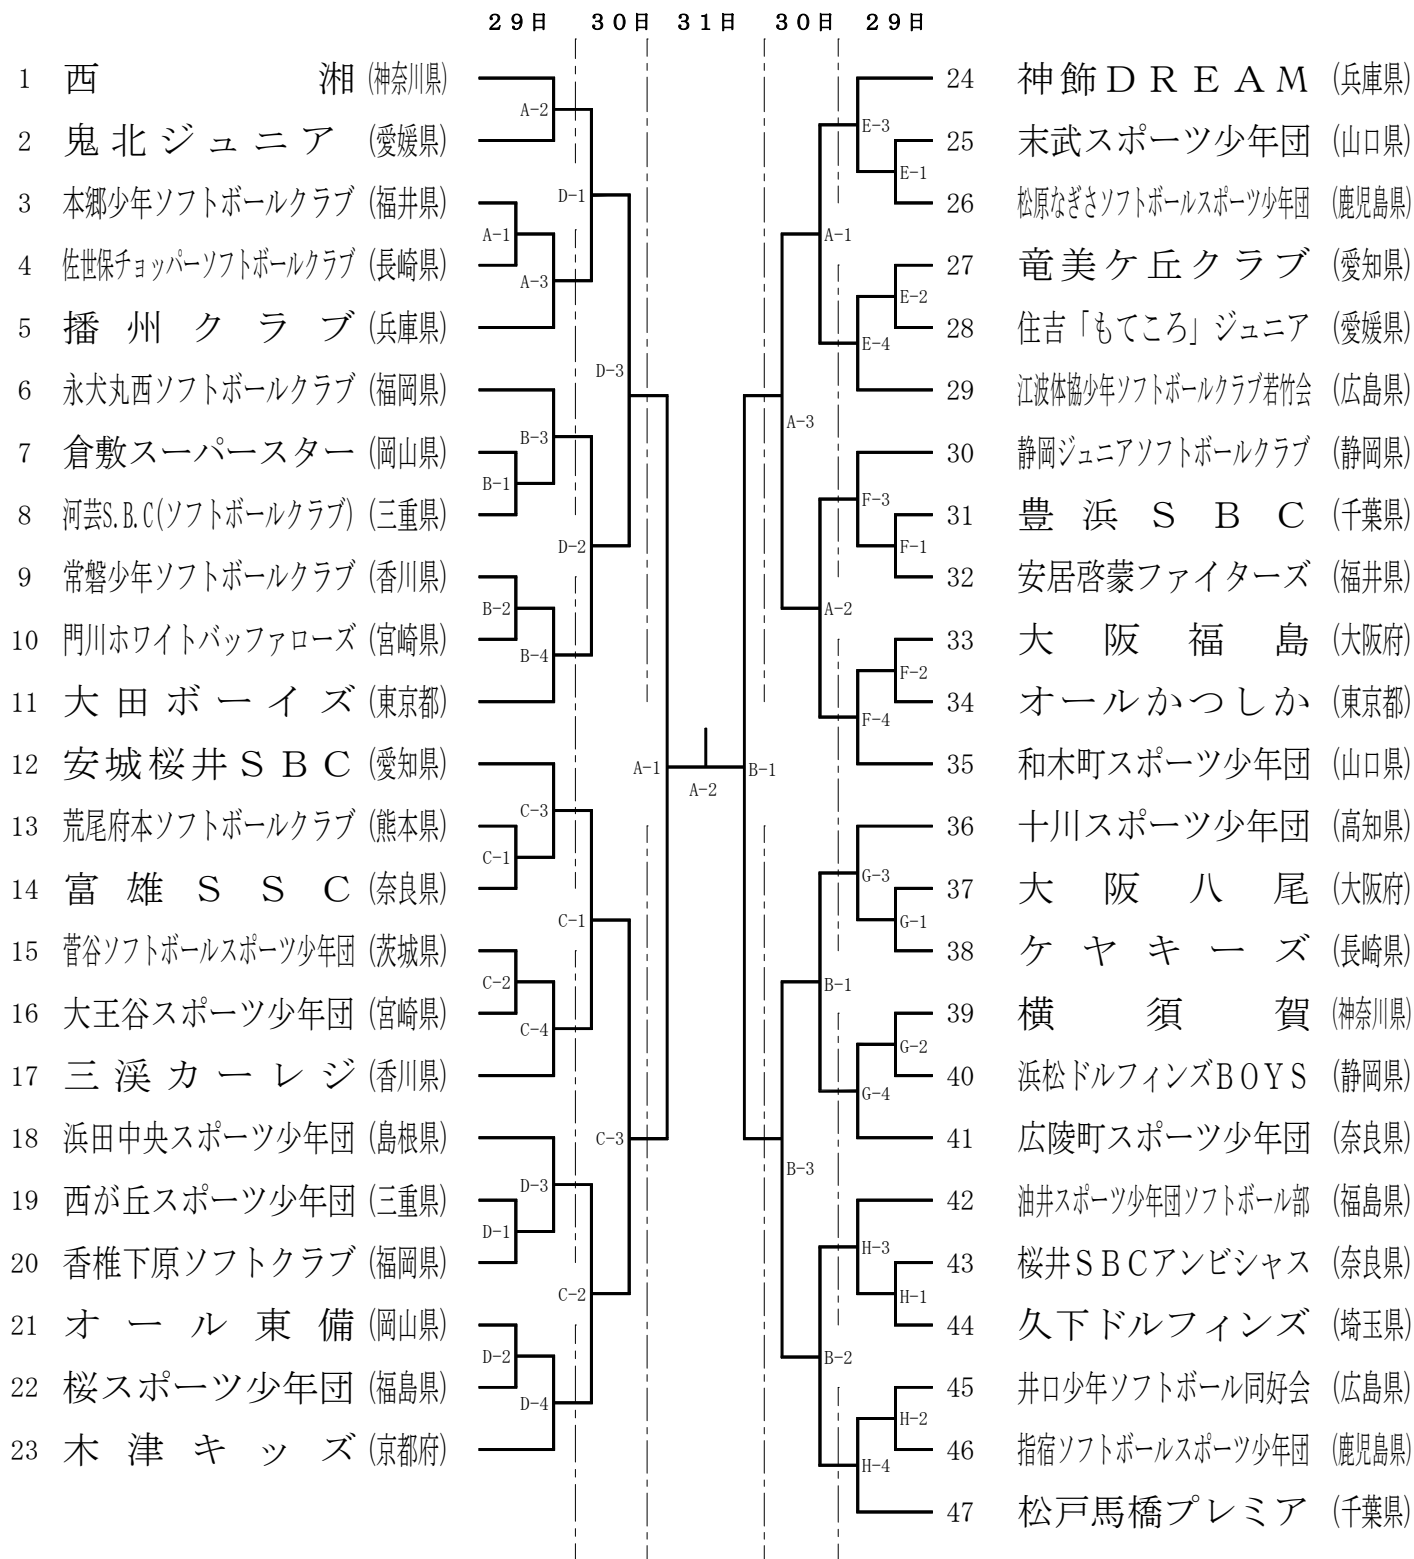 29日 30日 31日 30日 29日
1 西湘 (神奈川県)
A-2
2 鬼北ジュニア (愛媛県)
3 本郷少年ソフトボールクラブ (福井県)
D-1
A-1
4 佐世保チョッパーソフトボールクラブ (長崎県)
A-3
5 播州クラブ (兵庫県)
D-3
6 永犬丸西ソフトボールクラブ (福岡県)
B-3
7 倉敷スーパースター (岡山県)
B-1
8 河芸S.B.C(ソフトボールクラブ) (三重県)
D-2
9 常磐少年ソフトボールクラブ (香川県)
B-2
10 門川ホワイトバッファローズ (宮崎県)
B-4
11 大田ボーイズ (東京都)
12 安城桜井SBC (愛知県)
A-1
C-3
13 荒尾府本ソフトボールクラブ (熊本県)
C-1
14 富雄SSC (奈良県)
C-1
15 菅谷ソフトボールスポーツ少年団 (茨城県)
C-2
16 大王谷スポーツ少年団 (宮崎県)
C-4
17 三渓カーレジ (香川県)
18 浜田中央スポーツ少年団 (島根県)
C-3
D-3
19 西が丘スポーツ少年団 (三重県)
D-1
20 香椎下原ソフトクラブ (福岡県)
C-2
21 オール東備 (岡山県)
D-2
22 桜スポーツ少年団 (福島県)
D-4
23 木津キッズ (京都府)
A-2
24 神飾DREAM (兵庫県)
E-3
25 末武スポーツ少年団 (山口県)
E-1
26 松原なぎさソフトボールスポーツ少年団 (鹿児島県)
A-1
27 竜美ケ丘クラブ (愛知県)
E-2
28 住吉「もてころ」ジュニア (愛媛県)
E-4
29 江波体協少年ソフトボールクラブ若竹会 (広島県)
A-3
30 静岡ジュニアソフトボールクラブ (静岡県)
F-3
31 豊浜SBC (千葉県)
F-1
32 安居啓蒙ファイターズ (福井県)
A-2
33 大阪福島 (大阪府)
F-2
34 オールかつしか (東京都)
F-4
35 和木町スポーツ少年団 (山口県)
B-1
36 十川スポーツ少年団 (高知県)
G-3
37 大阪八尾 (大阪府)
G-1
38 ケヤキーズ (長崎県)
B-1
39 横須賀 (神奈川県)
G-2
40 浜松ドルフィンズBOYS (静岡県)
G-4
41 広陵町スポーツ少年団 (奈良県)
B-3
42 油井スポーツ少年団ソフトボール部 (福島県)
H-3
43 桜井SBCアンビシャス (奈良県)
H-1
44 久下ドルフィンズ (埼玉県)
B-2
45 井口少年ソフトボール同好会 (広島県)
H-2
46 指宿ソフトボールスポーツ少年団 (鹿児島県)
H-4
47 松戸馬橋プレミア (千葉県)